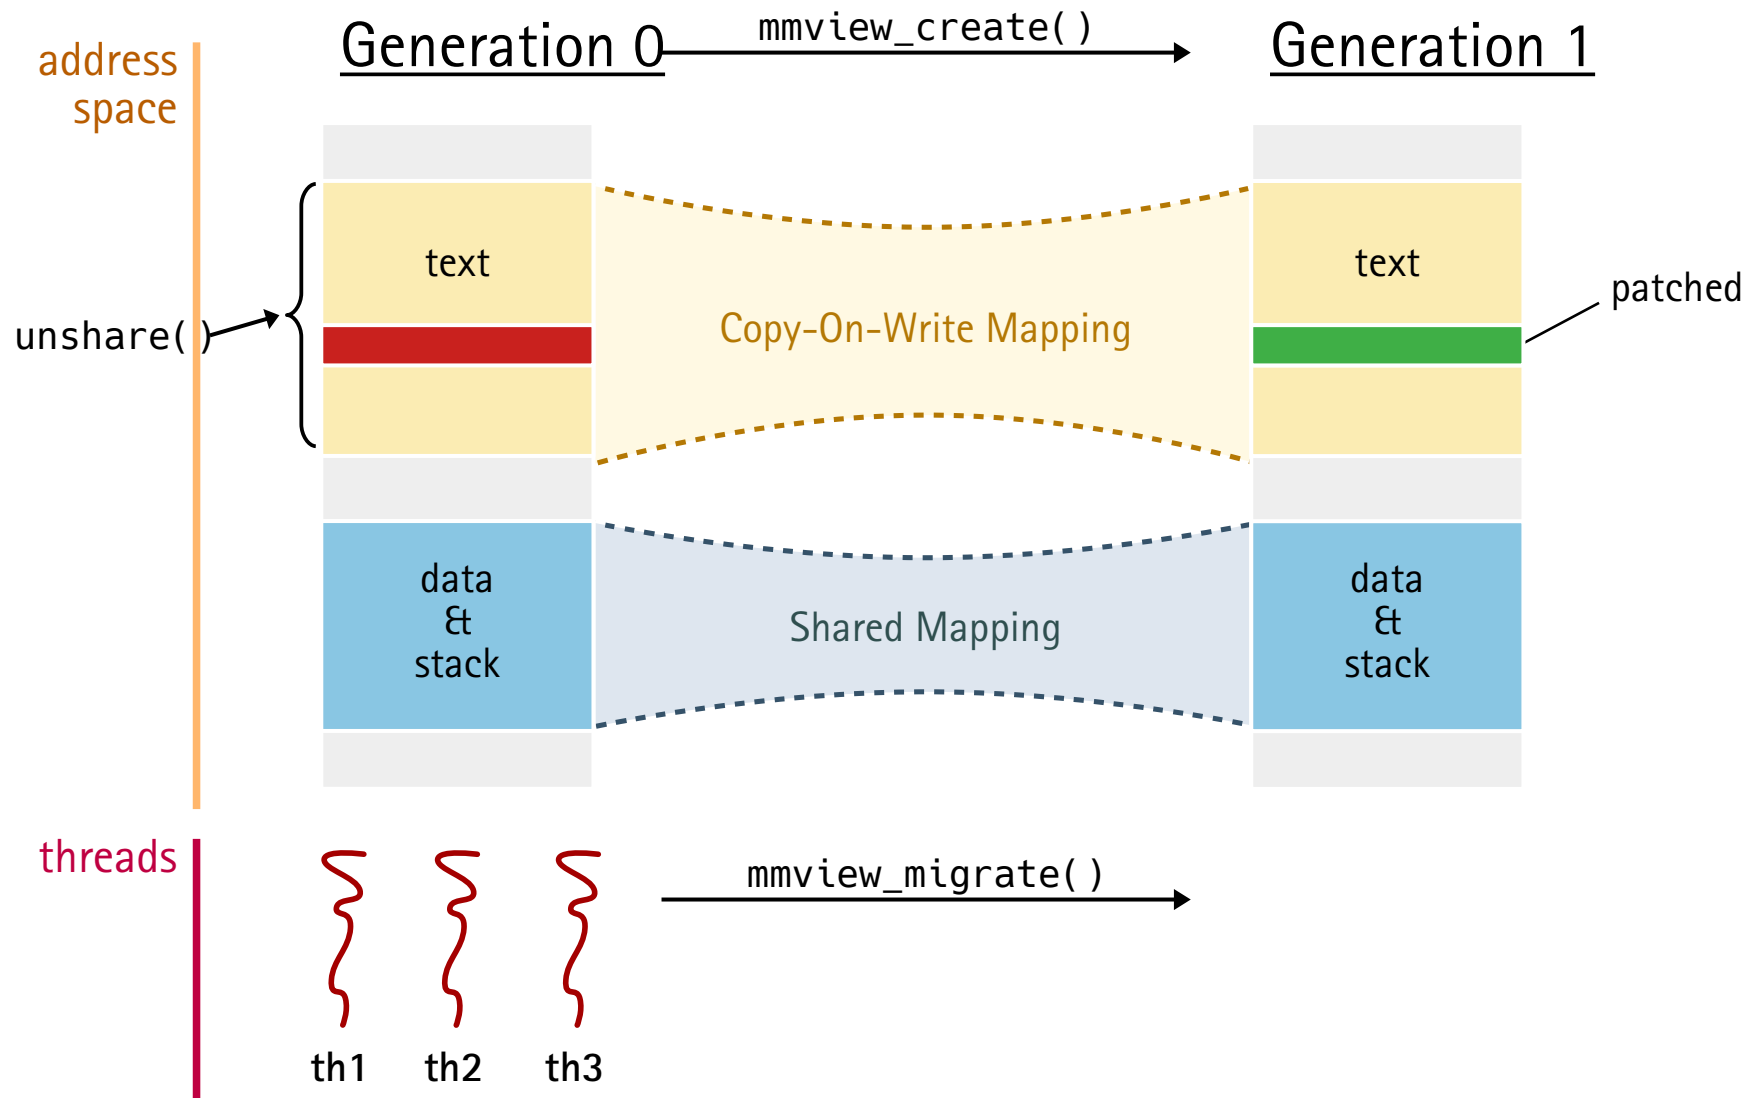 address
space
Generation 0
mmview_create()
Generation 1
text
unshare()
Copy-On-Write Mapping
text
patched
data
&
stack
Shared Mapping
data
&
stack
threads
mmview_migrate()
th1
th2
th3